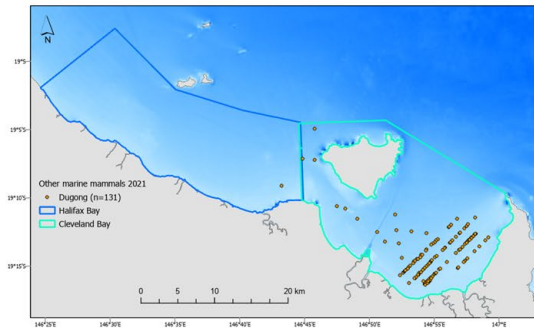 N
19°S
19°5'S
19°10'S
19°15'S
Other marine mammals 2021
Dugong (n=131)
Halifax Bay
Cleveland Bay
0 5 10 20 km
146°25'E 146°30'E 146°35'E 146°40'E 146°45'E 146°50'E 146°55'E 147°E